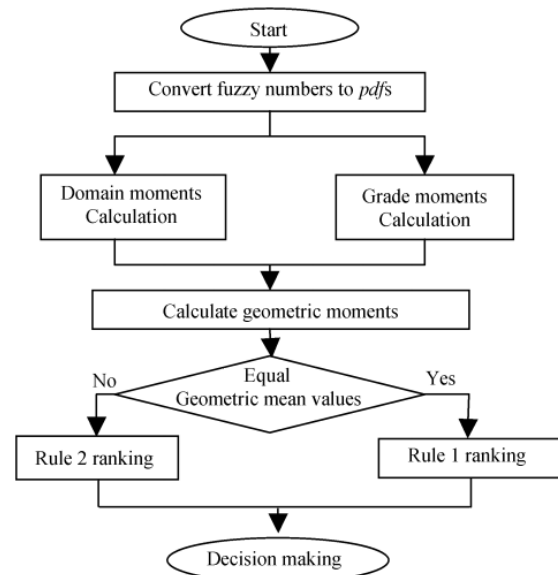 Start
Convert fuzzy numbers to pdfs
Domain moments
Calculation
Grade moments
Calculation
Calculate geometric moments
No
Equal
Geometric mean values
Yes
Rule 2 ranking
Rule 1 ranking
Decision making